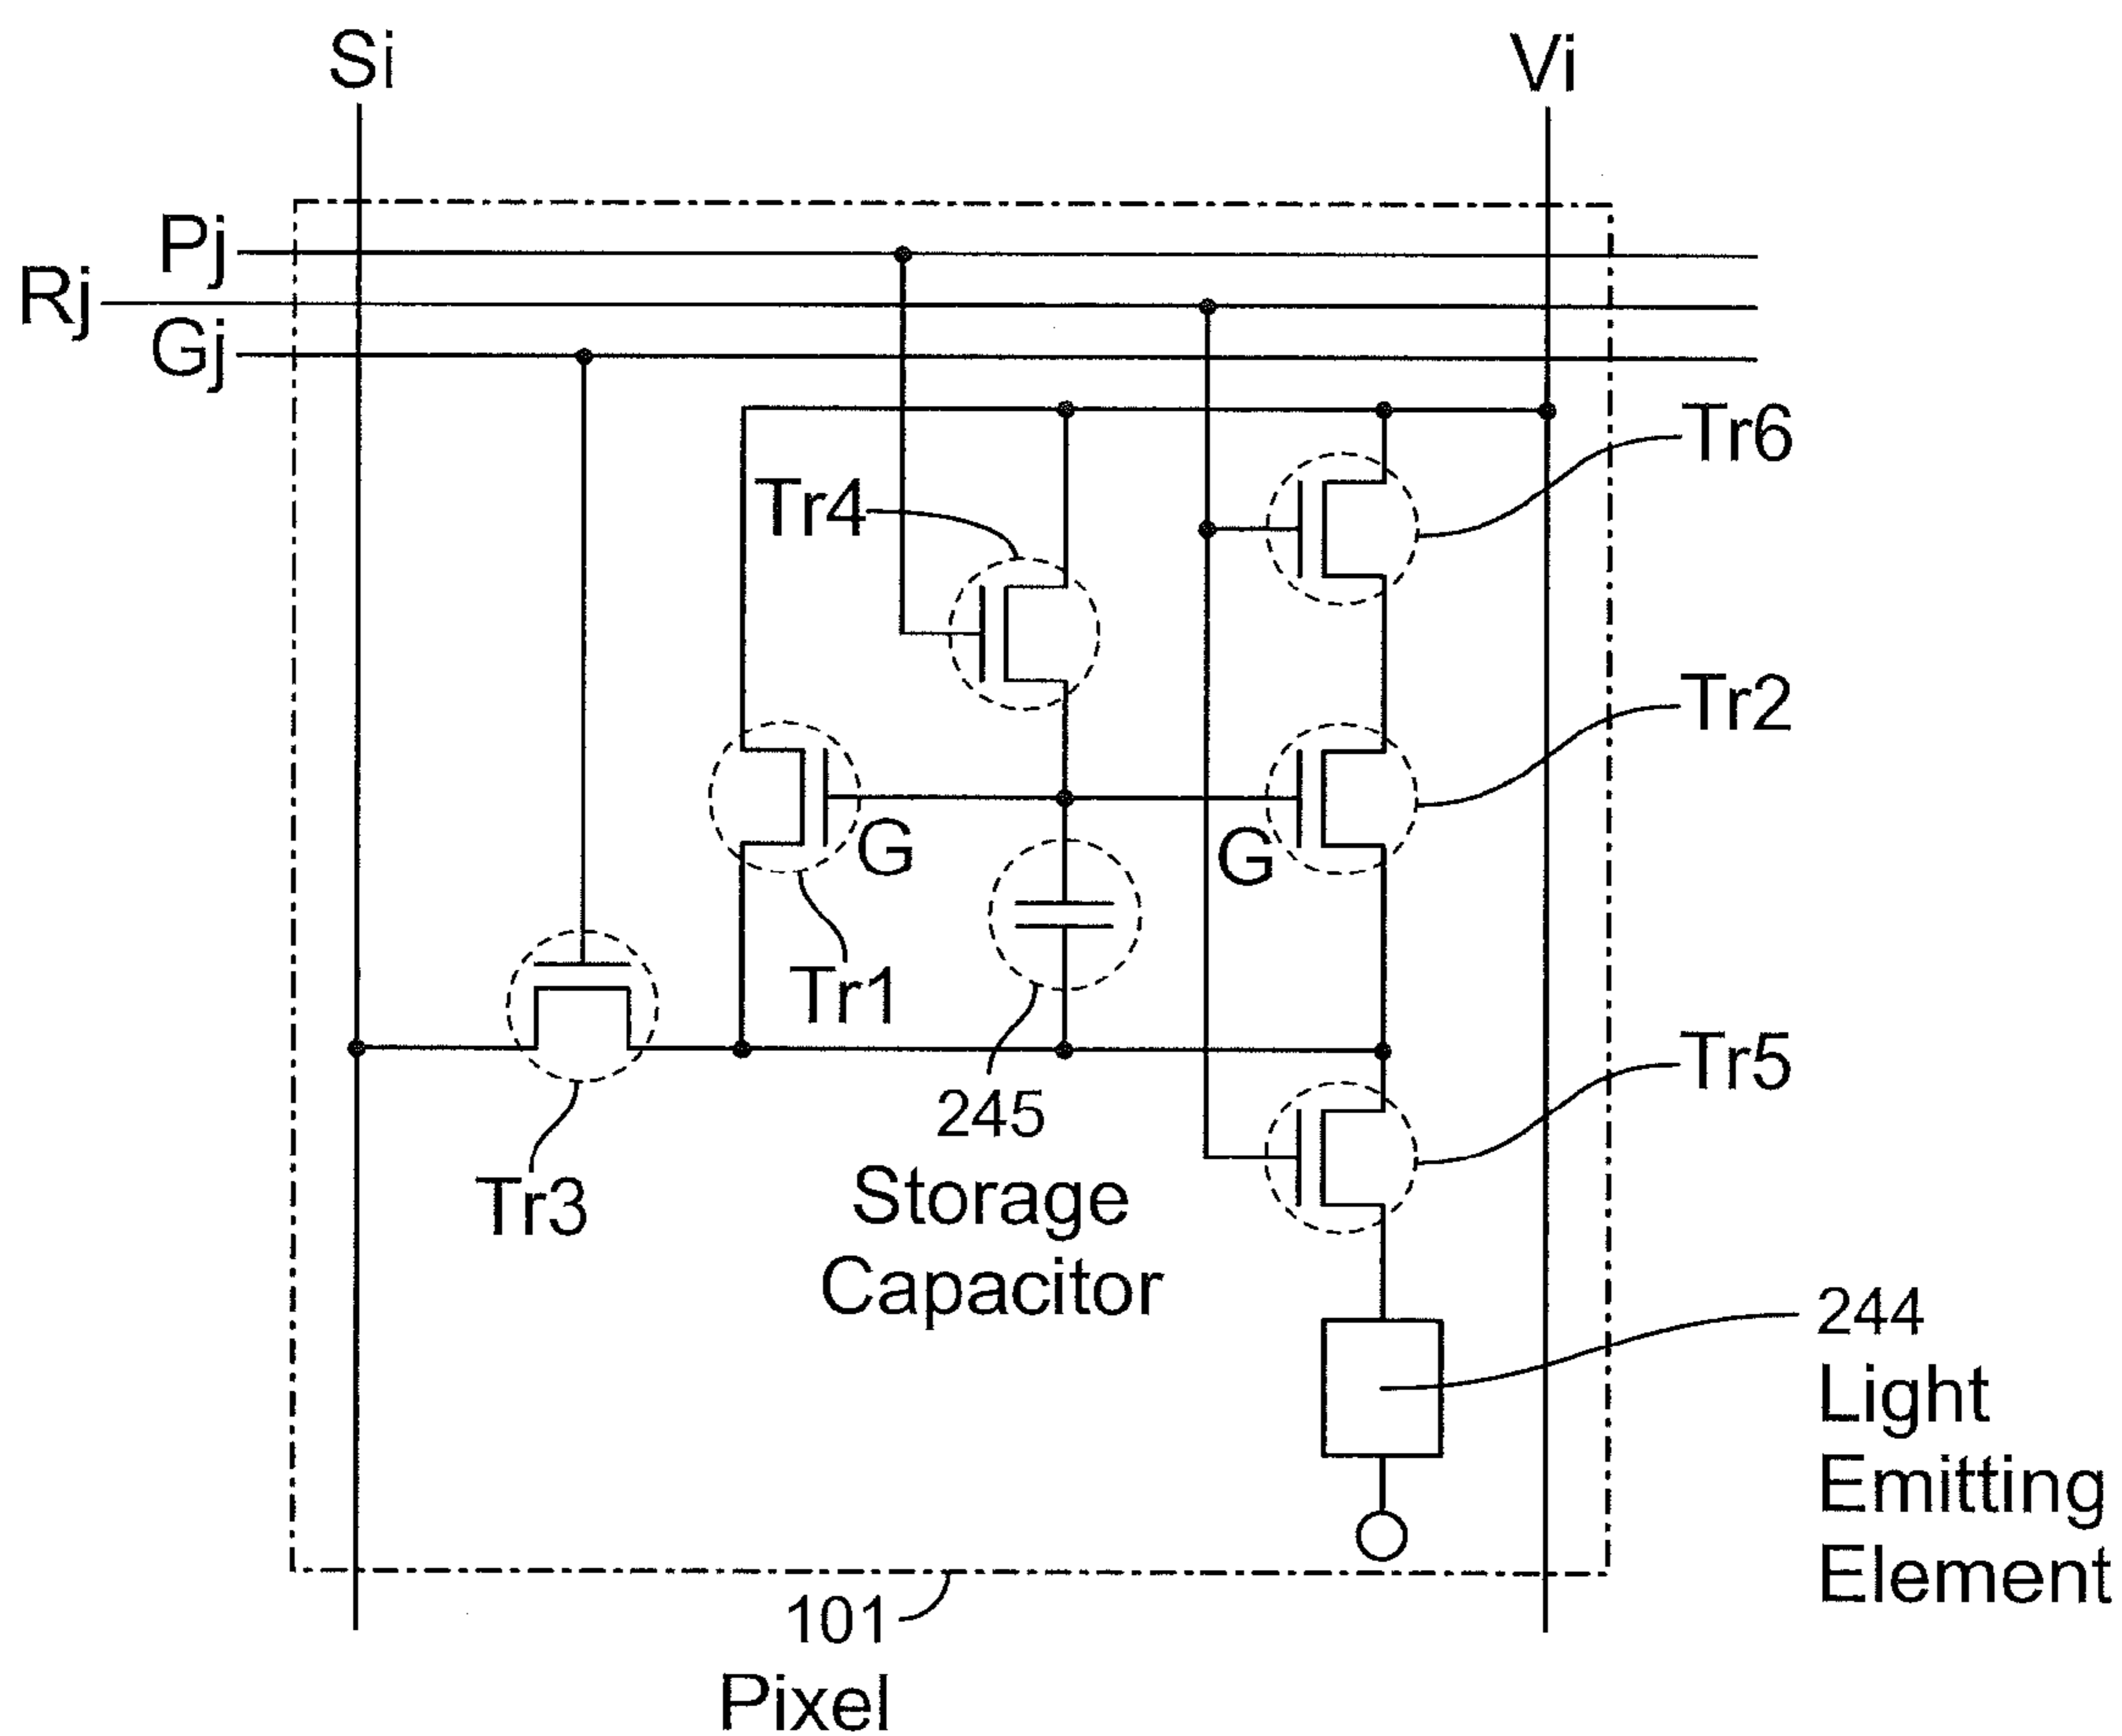 Si
Vi
Pj
Rj
Gj
Tr6
Tr4
Tr2
G
G
Tr1
Tr5
245
Storage
Capacitor
Tr3
244
Light
Emitting
Element
101
Pixel